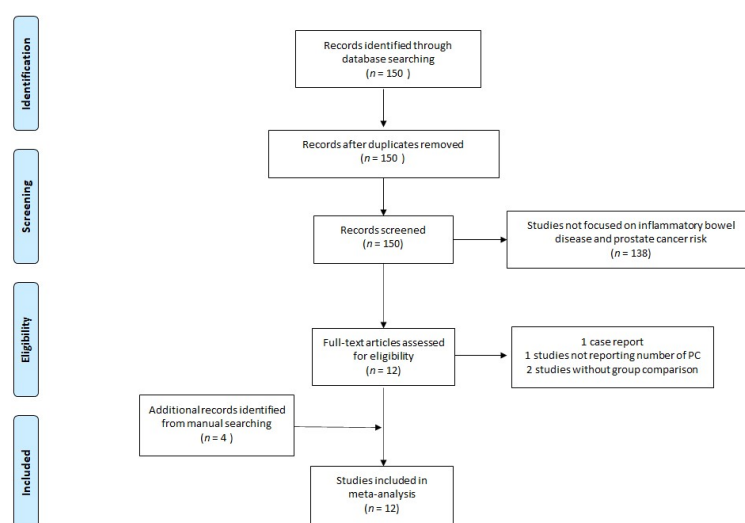 Identification
Records identified through
database searching
(n = 150 )
Records after duplicates removed
(n = 150 )
Screening
Records screened
(n = 150)
Studies not focused on inflammatory bowel
disease and prostate cancer risk
(n = 138)
Eligibility
Full-text articles assessed
for eligibility
(n = 12)
1 case report
1 studies not reporting number of PC
2 studies without group comparison
Additional records identified
from manual searching
(n = 4 )
Included
Studies included in
meta-analysis
(n = 12)